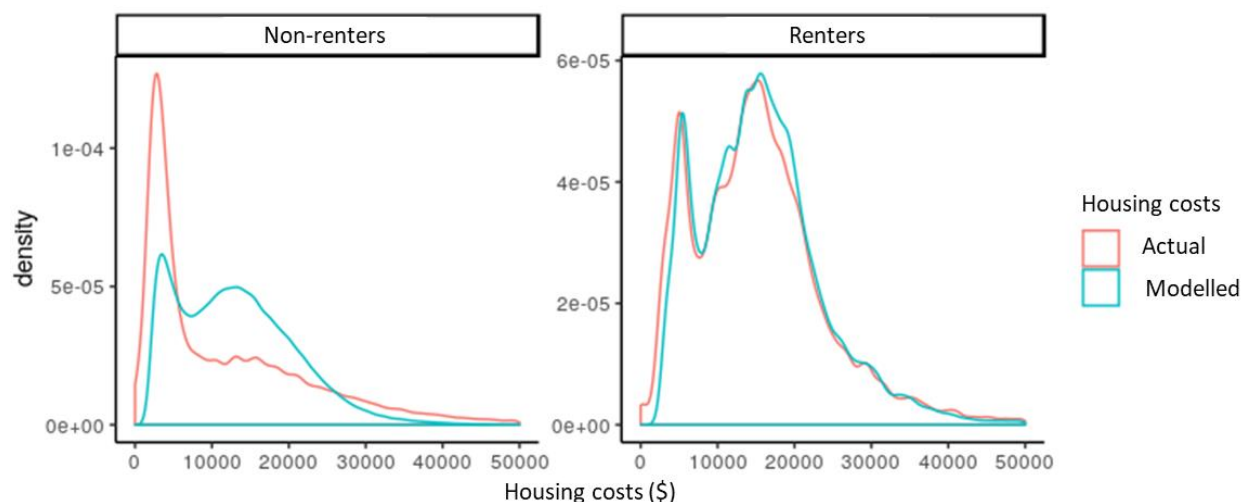 Non-renters
Renters
density
1e-04
5e-05
0e+00
0 10000 20000 30000 40000 50000
6e-05
4e-05
2e-05
0e+00
0 10000 20000 30000 40000 50000
Housing costs ($)
Housing costs
Actual
Modelled